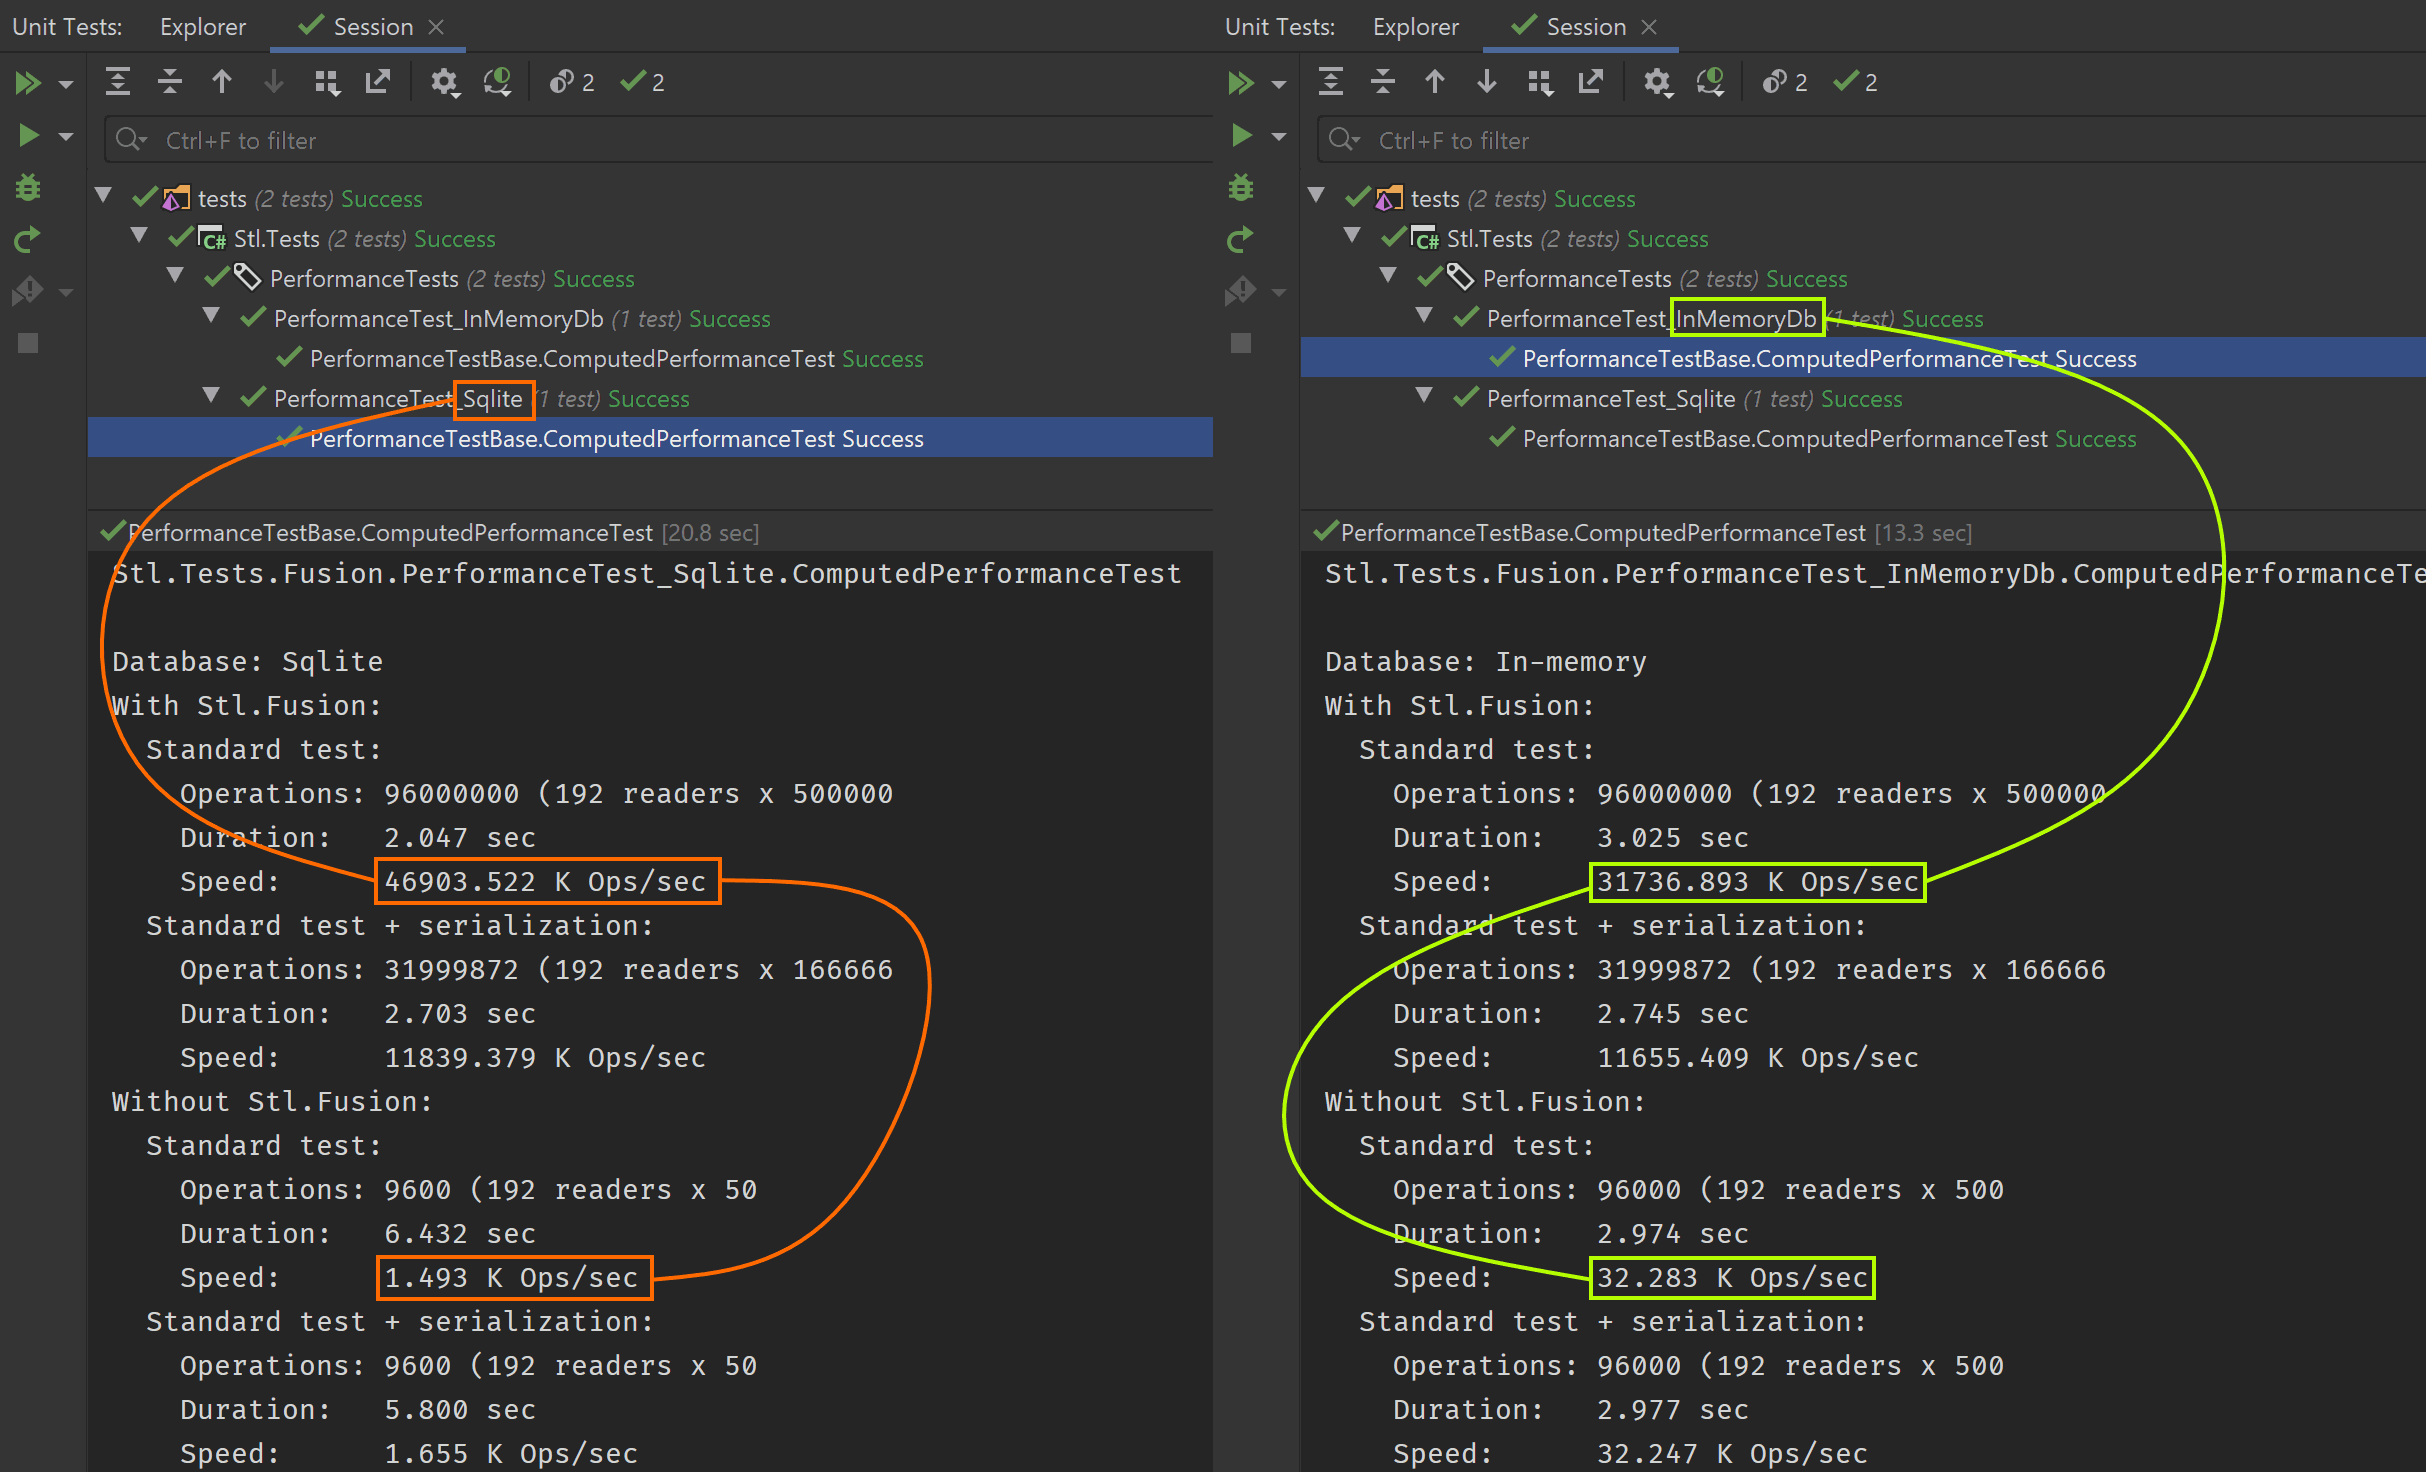 Unit Tests: Explorer Session
2 2
Ctrl+F to filter
tests (2 tests) Success
C# Stl.Tests (2 tests) Success
PerformanceTests (2 tests) Success
PerformanceTest_InMemoryDb (1 test) Success
PerformanceTestBase.ComputedPerformanceTest Success
PerformanceTest_Sqlite (1 test) Success
PerformanceTestBase.ComputedPerformanceTest Success
PerformanceTestBase.ComputedPerformanceTest [20.8 sec]
Stl.Tests.Fusion.PerformanceTest_Sqlite.ComputedPerformanceTest
Database: Sqlite
With Stl.Fusion:
Standard test:
Operations: 96000000 (192 readers x 500000
Duration: 2.047 sec
Speed: 46903.522 K Ops/sec
Standard test + serialization:
Operations: 31999872 (192 readers x 166666
Duration: 2.703 sec
Speed: 11839.379 K Ops/sec
Without Stl.Fusion:
Standard test:
Operations: 9600 (192 readers x 50
Duration: 6.432 sec
Speed: 1.493 K Ops/sec
Standard test + serialization:
Operations: 9600 (192 readers x 50
Duration: 5.800 sec
Speed: 1.655 K Ops/sec
Unit Tests: Explorer Session
2 2
Ctrl+F to filter
tests (2 tests) Success
C# Stl.Tests (2 tests) Success
PerformanceTests (2 tests) Success
PerformanceTest_InMemoryDb (1 test) Success
PerformanceTestBase.ComputedPerformanceTest Success
PerformanceTest_Sqlite (1 test) Success
PerformanceTestBase.ComputedPerformanceTest Success
PerformanceTestBase.ComputedPerformanceTest [13.3 sec]
Stl.Tests.Fusion.PerformanceTest_InMemoryDb.ComputedPerformanceTe
Database: In-memory
With Stl.Fusion:
Standard test:
Operations: 96000000 (192 readers x 500000
Duration: 3.025 sec
Speed: 31736.893 K Ops/sec
Standard test + serialization:
Operations: 31999872 (192 readers x 166666
Duration: 2.745 sec
Speed: 11655.409 K Ops/sec
Without Stl.Fusion:
Standard test:
Operations: 96000 (192 readers x 500
Duration: 2.974 sec
Speed: 32.283 K Ops/sec
Standard test + serialization:
Operations: 96000 (192 readers x 500
Duration: 2.977 sec
Speed: 32.247 K Ops/sec